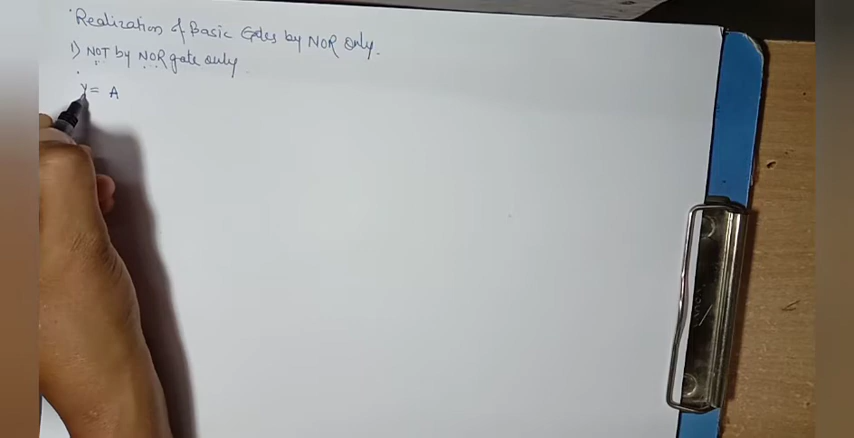 Realization of Basic Gates by NOR Only.
1) NOT by NOR gate only
Y = A